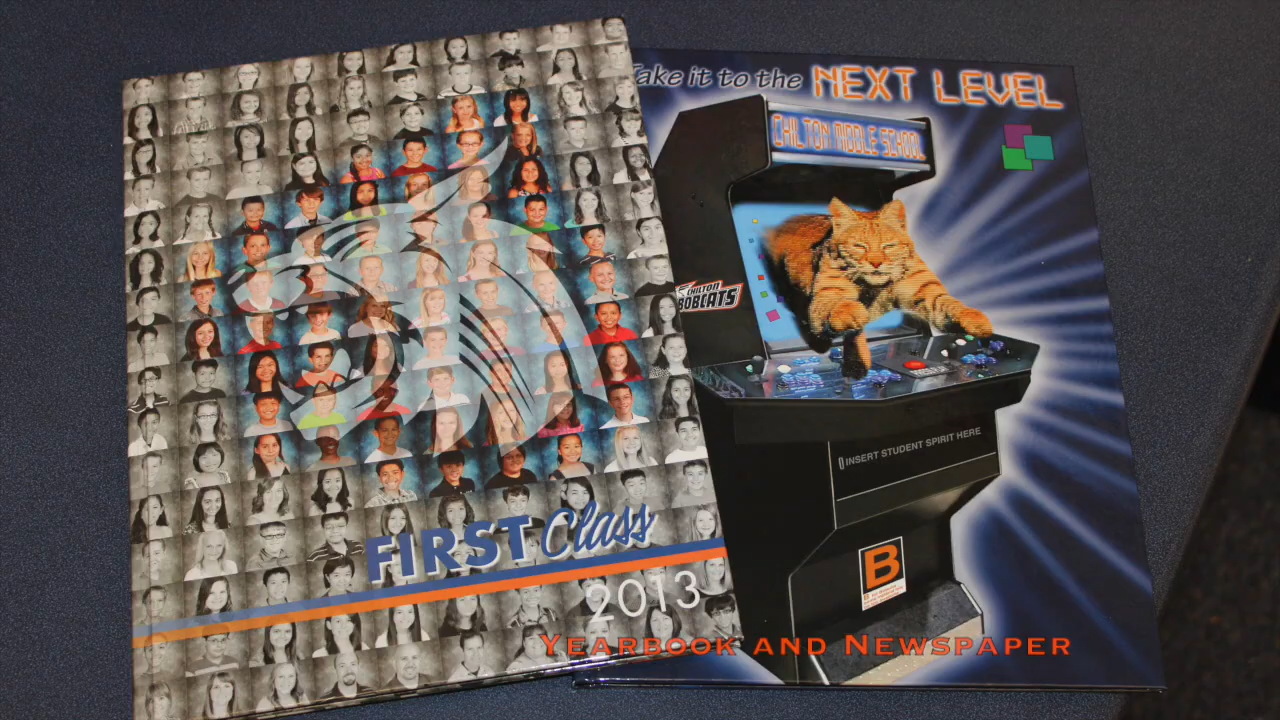 FIRST Class
2013
Take it to the NEXT LEVEL
CHILTON MIDDLE SCHOOL
CHILTON
BOBCATS
INSERT STUDENT SPIRIT HERE
B
YEARBOOK AND NEWSPAPER